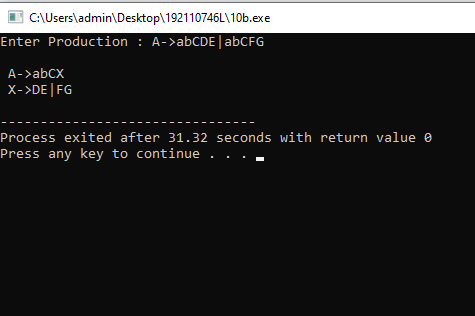 C:\Users\admin\Desktop\192110746L\10b.exe
Enter Production : A->abCDE|abCFG
A->abCX
X->DE|FG
--------------------------------
Process exited after 31.32 seconds with return value 0
Press any key to continue . . .